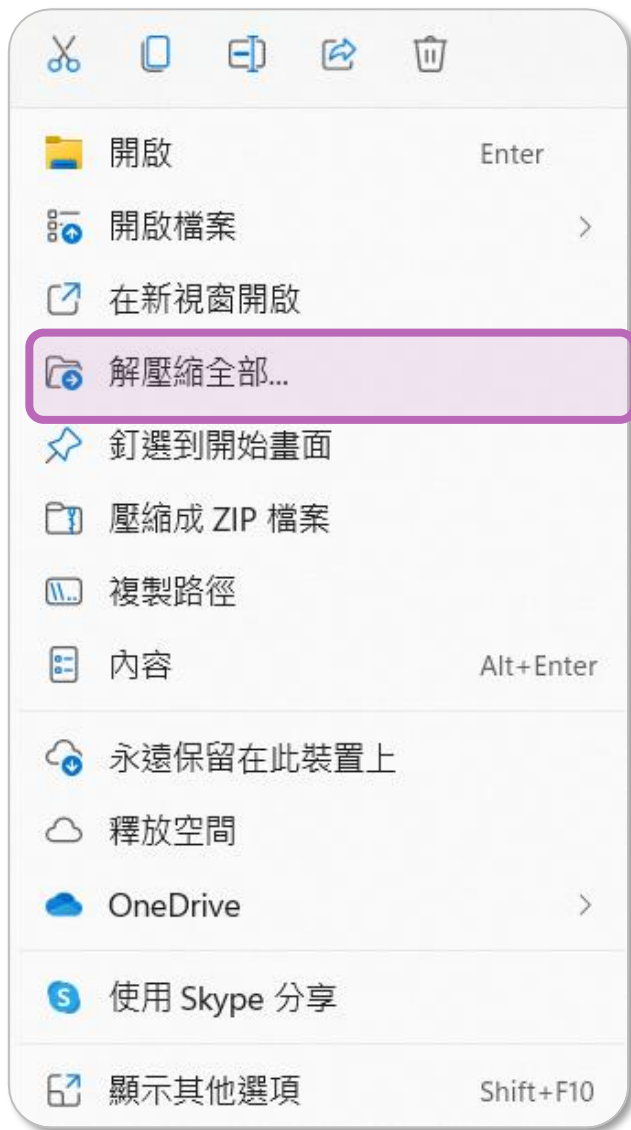 開啟 Enter
開啟檔案
在新視窗開啟
解壓縮全部...
釘選到開始畫面
壓縮成 ZIP 檔案
複製路徑
內容 Alt+Enter
永遠保留在此裝置上
釋放空間
OneDrive
使用 Skype 分享
顯示其他選項 Shift+F10